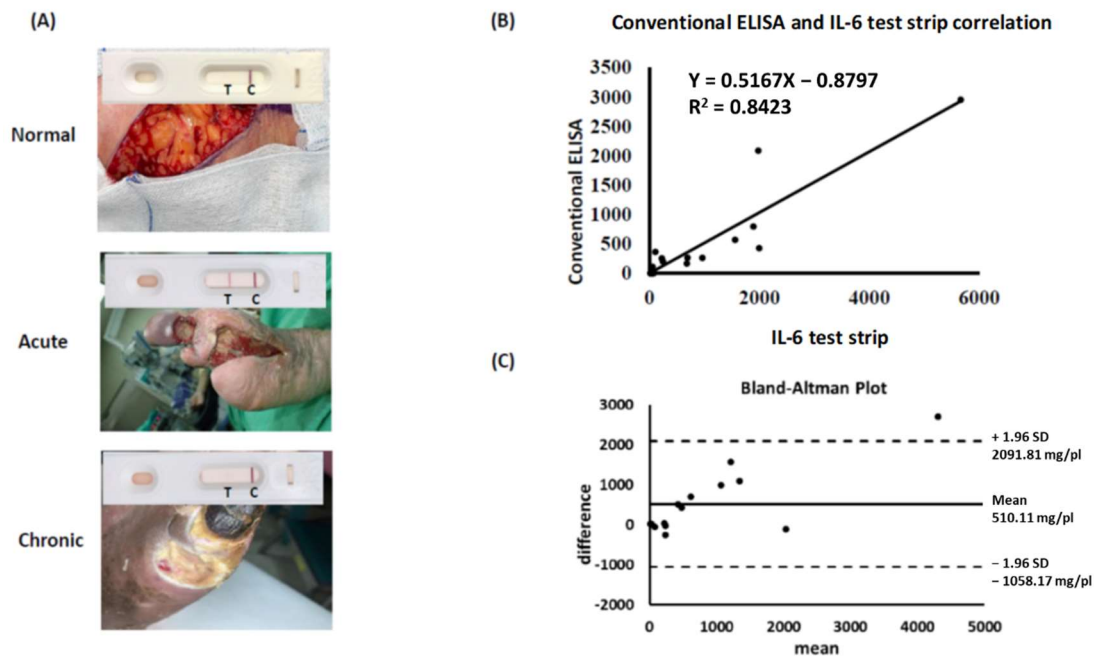 (A)
Normal
T C
Acute
T C
Chronic
T C
(B)
Conventional ELISA and IL-6 test strip correlation
Y = 0.5167X − 0.8797
R² = 0.8423
Conventional ELISA
3500
3000
2500
2000
1500
1000
500
0
0 2000 4000 6000
IL-6 test strip
(C)
Bland-Altman Plot
difference
3000
2000
1000
0
-1000
-2000
0 1000 2000 3000 4000 5000
mean
+ 1.96 SD
2091.81 mg/pl
Mean
510.11 mg/pl
− 1.96 SD
− 1058.17 mg/pl